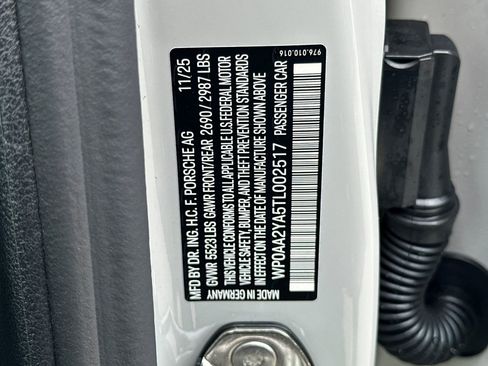 MFD BY DR. ING. H.C. F. PORSCHE AG 11/25
GVWR 5523 LBS GAWR FRONT/REAR 2690 / 2987 LBS
THIS VEHICLE CONFORMS TO ALL APPLICABLE U.S.FEDERAL MOTOR
VEHICLE SAFETY, BUMPER, AND THEFT PREVENTION STANDARDS
IN EFFECT ON THE DATE OF MANUFACTURE SHOWN ABOVE
WP0AA2YA5TL002517 PASSENGER CAR
MADE IN GERMANY
976.010.016